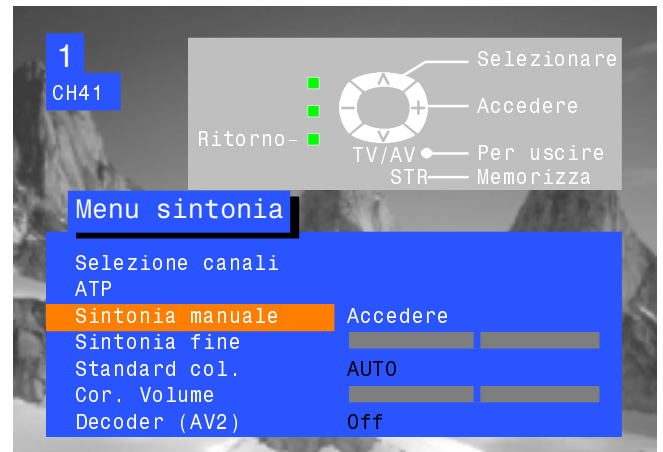 1
CH41
Selezionare
Accedere
Ritorno-
TV/AV Per uscire
STR Memorizza
Menu sintonia
Selezione canali
ATP
Sintonia manuale Accedere
Sintonia fine
Standard col. AUTO
Cor. Volume
Decoder (AV2) Off